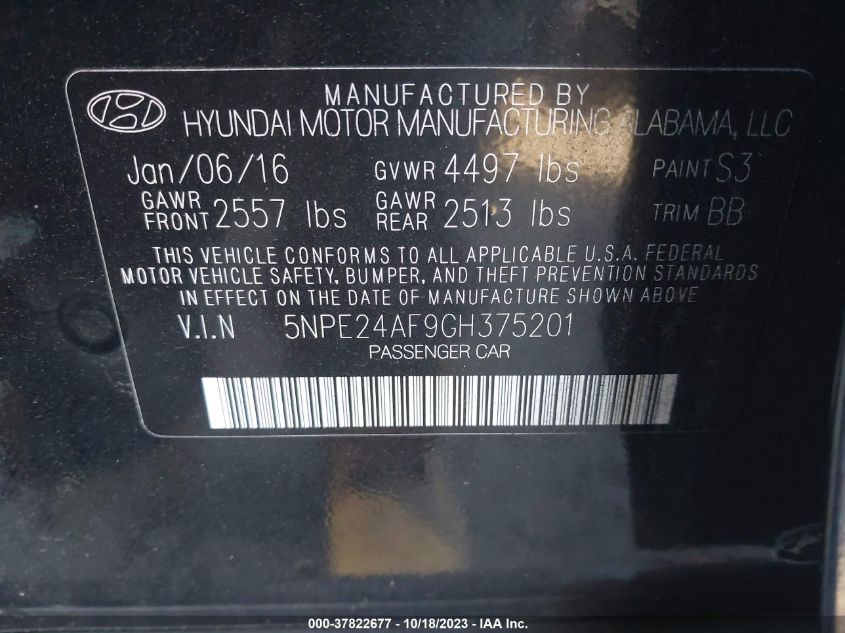 MANUFACTURED BY
HYUNDAI MOTOR MANUFACTURING ALABAMA, LLC
Jan/06/16 GVWR 4497 lbs PAINT S3
GAWR FRONT 2557 lbs GAWR REAR 2513 lbs TRIM BB
THIS VEHICLE CONFORMS TO ALL APPLICABLE U.S.A. FEDERAL
MOTOR VEHICLE SAFETY, BUMPER, AND THEFT PREVENTION STANDARDS
IN EFFECT ON THE DATE OF MANUFACTURE SHOWN ABOVE
V.I.N 5NPE24AF9GH375201
PASSENGER CAR
000-37822677 - 10/18/2023 - IAA Inc.